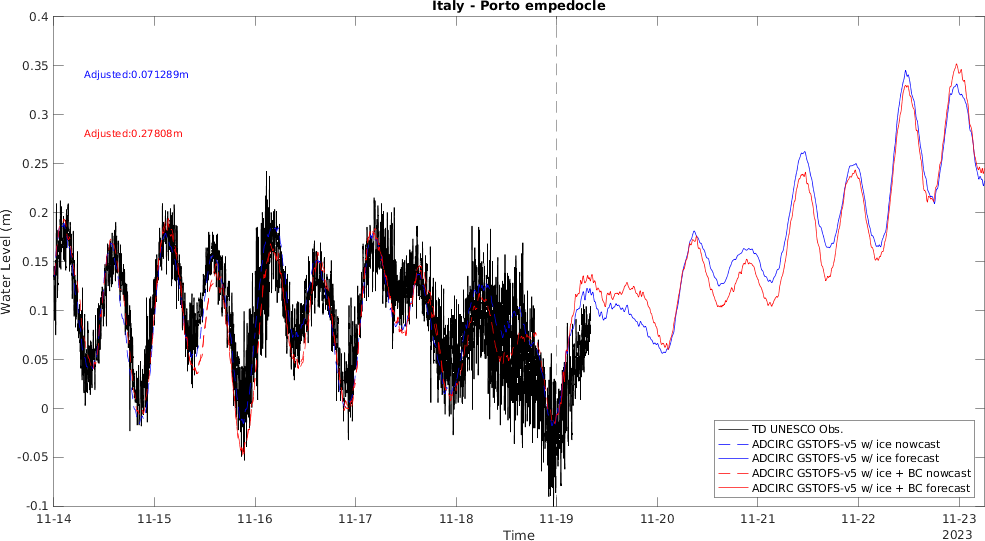 Italy - Porto empedocle
0.4
0.35
0.3
0.25
0.2
0.15
0.1
0.05
0
-0.05
-0.1
Water Level (m)
Adjusted:0.071289m
Adjusted:0.27808m
TD UNESCO Obs.
ADCIRC GSTOFS-v5 w/ ice nowcast
ADCIRC GSTOFS-v5 w/ ice forecast
ADCIRC GSTOFS-v5 w/ ice + BC nowcast
ADCIRC GSTOFS-v5 w/ ice + BC forecast
11-14 11-15 11-16 11-17 11-18 11-19 11-20 11-21 11-22 11-23
Time 2023